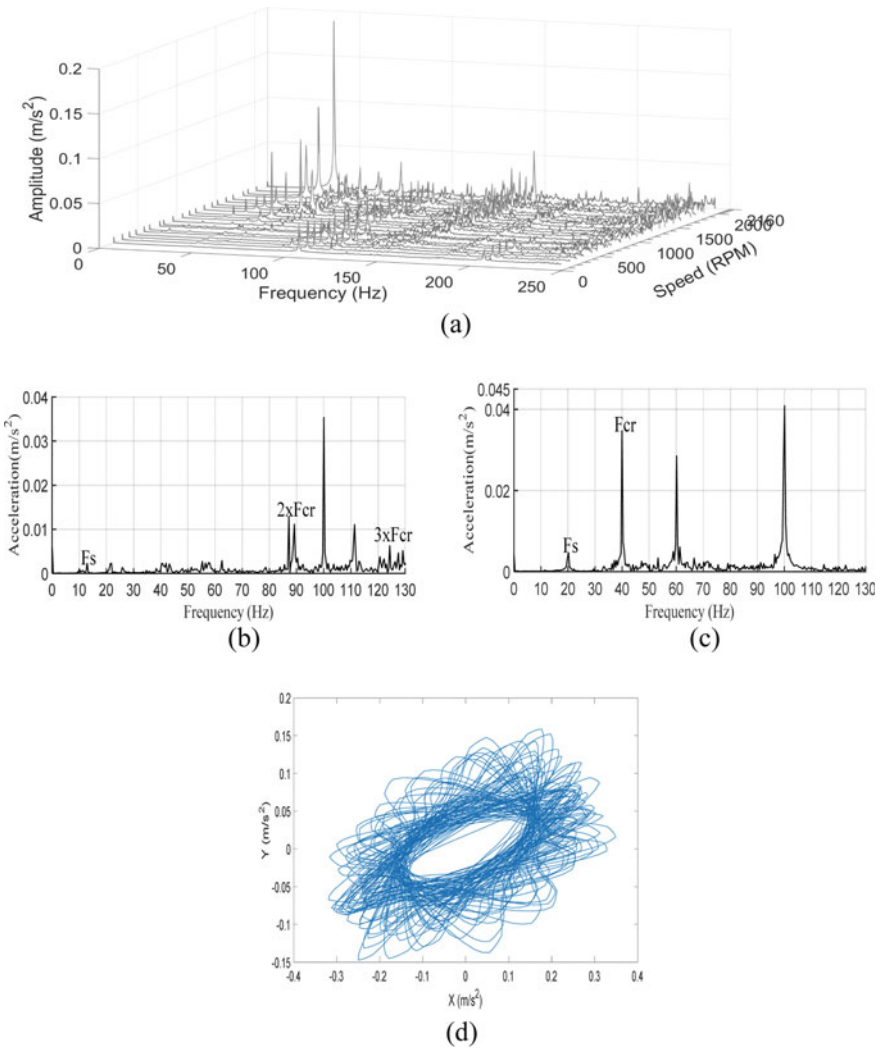 0.2
0.15
0.1
0.05
0
Amplitude (m/s²)
0 50 100 150 200 250
Frequency (Hz)
0 500 1000 1500 2000 2160
Speed (RPM)
(a)
0.04
0.03
0.02
0.01
0
Acceleration(m/s²)
Fs
2xFcr
3xFcr
0 10 20 30 40 50 60 70 80 90 100 110 120 130
Frequency (Hz)
(b)
0.045
0.04
0.02
0
Acceleration(m/s²)
Fcr
Fs
0 10 20 30 40 50 60 70 80 90 100 110 120 130
Frequency (Hz)
(c)
0.2
0.15
0.1
0.05
0
-0.05
-0.1
-0.15
Y (m/s²)
-0.4 -0.3 -0.2 -0.1 0 0.1 0.2 0.3 0.4
X (m/s²)
(d)